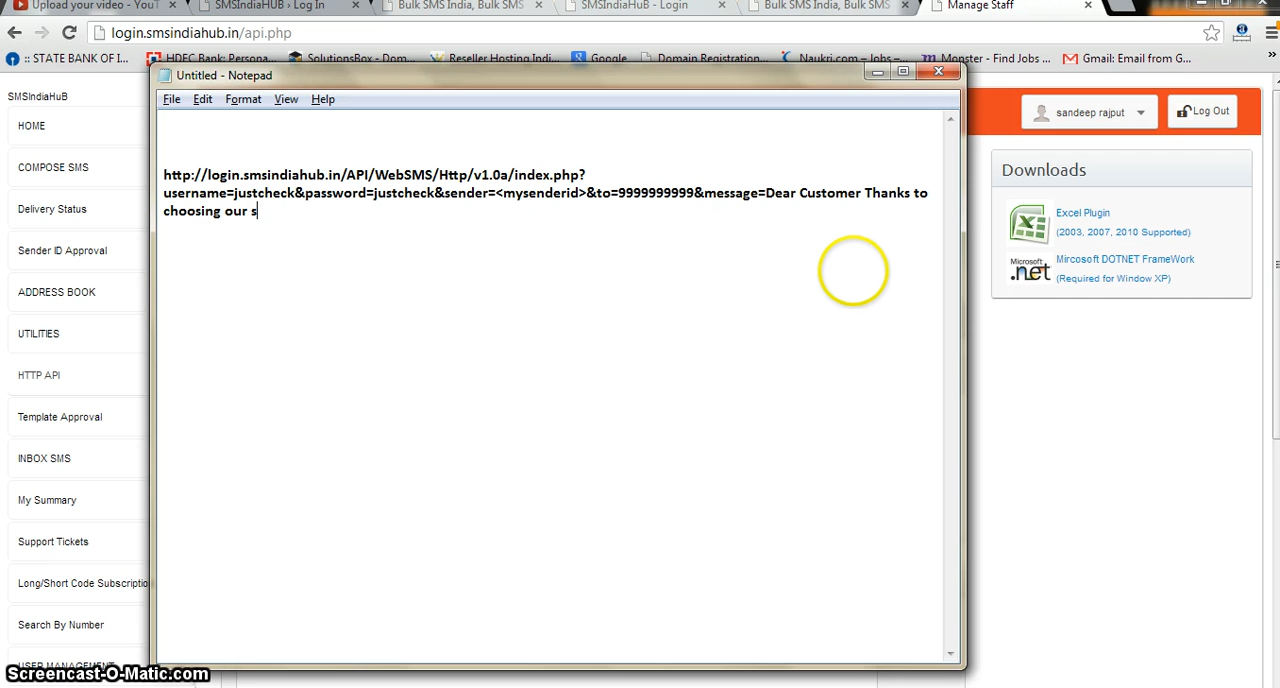 Upload your video - YouT
SMSIndiaHUB › Log In
Bulk SMS India, Bulk SMS
SMSIndiaHuB - Login
Bulk SMS India, Bulk SMS
Manage Staff
login.smsindiahub.in/api.php
:: STATE BANK OF I...
HDFC Bank: Persona...
SolutionsBox - Dom...
Reseller Hosting Indi...
Google
Domain Registration...
Naukri.com – Jobs –...
Monster - Find Jobs ...
Gmail: Email from G...
»
Untitled - Notepad
File Edit Format View Help
http://login.smsindiahub.in/API/WebSMS/Http/v1.0a/index.php?
username=justcheck&password=justcheck&sender=<mysenderid>&to=9999999999&message=Dear Customer Thanks to
choosing our s
SMSIndiaHuB
HOME
COMPOSE SMS
Delivery Status
Sender ID Approval
ADDRESS BOOK
UTILITIES
HTTP API
Template Approval
INBOX SMS
My Summary
Support Tickets
Long/Short Code Subscriptio
Search By Number
USER MANAGEMENT
sandeep rajput
Log Out
Downloads
Excel Plugin
(2003, 2007, 2010 Supported)
Microsoft
.net
Mircosoft DOTNET FrameWork
(Required for Window XP)
Screencast-O-Matic.com